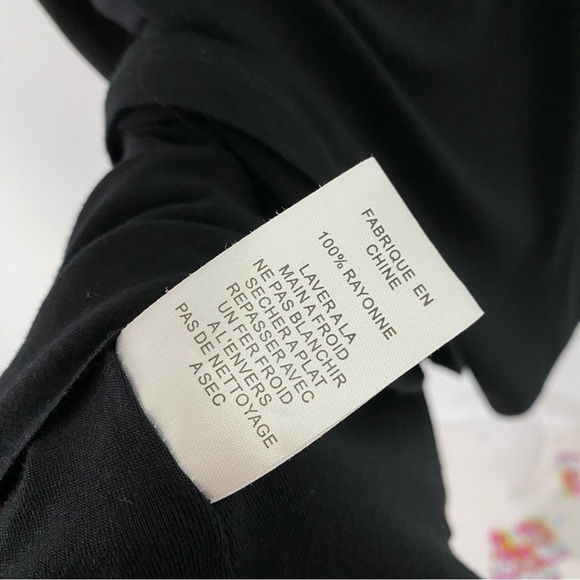 FABRIQUE EN
CHINE
100% RAYONNE
LAVER A LA
MAIN A FROID
NE PAS BLANCHIR
SECHER A PLAT
REPASSER AVEC
UN FER FROID
A L'ENVERS
PAS DE NETTOYAGE
A SEC